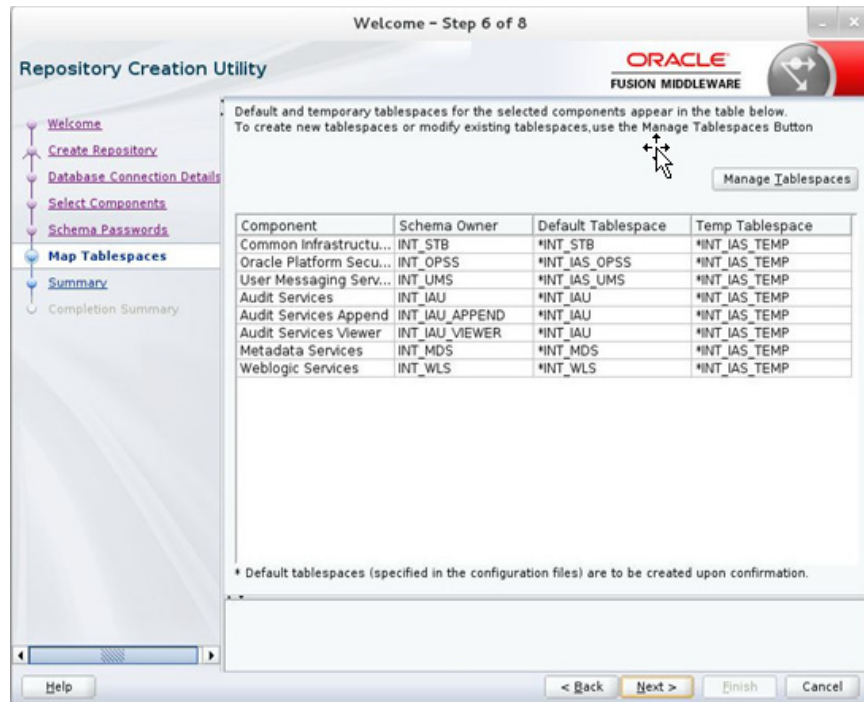 Welcome – Step 6 of 8
Repository Creation Utility
ORACLE
FUSION MIDDLEWARE
Welcome
Create Repository
Database Connection Details
Select Components
Schema Passwords
Map Tablespaces
Summary
Completion Summary
Default and temporary tablespaces for the selected components appear in the table below.
To create new tablespaces or modify existing tablespaces,use the Manage Tablespaces Button
Manage Tablespaces
Component Schema Owner Default Tablespace Temp Tablespace
Common Infrastructu... INT_STB *INT_STB *INT_IAS_TEMP
Oracle Platform Secu... INT_OPSS *INT_IAS_OPSS *INT_IAS_TEMP
User Messaging Serv... INT_UMS *INT_IAS_UMS *INT_IAS_TEMP
Audit Services INT_IAU *INT_IAU *INT_IAS_TEMP
Audit Services Append INT_IAU_APPEND *INT_IAU *INT_IAS_TEMP
Audit Services Viewer INT_IAU_VIEWER *INT_IAU *INT_IAS_TEMP
Metadata Services INT_MDS *INT_MDS *INT_IAS_TEMP
Weblogic Services INT_WLS *INT_WLS *INT_IAS_TEMP
* Default tablespaces (specified in the configuration files) are to be created upon confirmation.
Help
< Back
Next >
Finish
Cancel